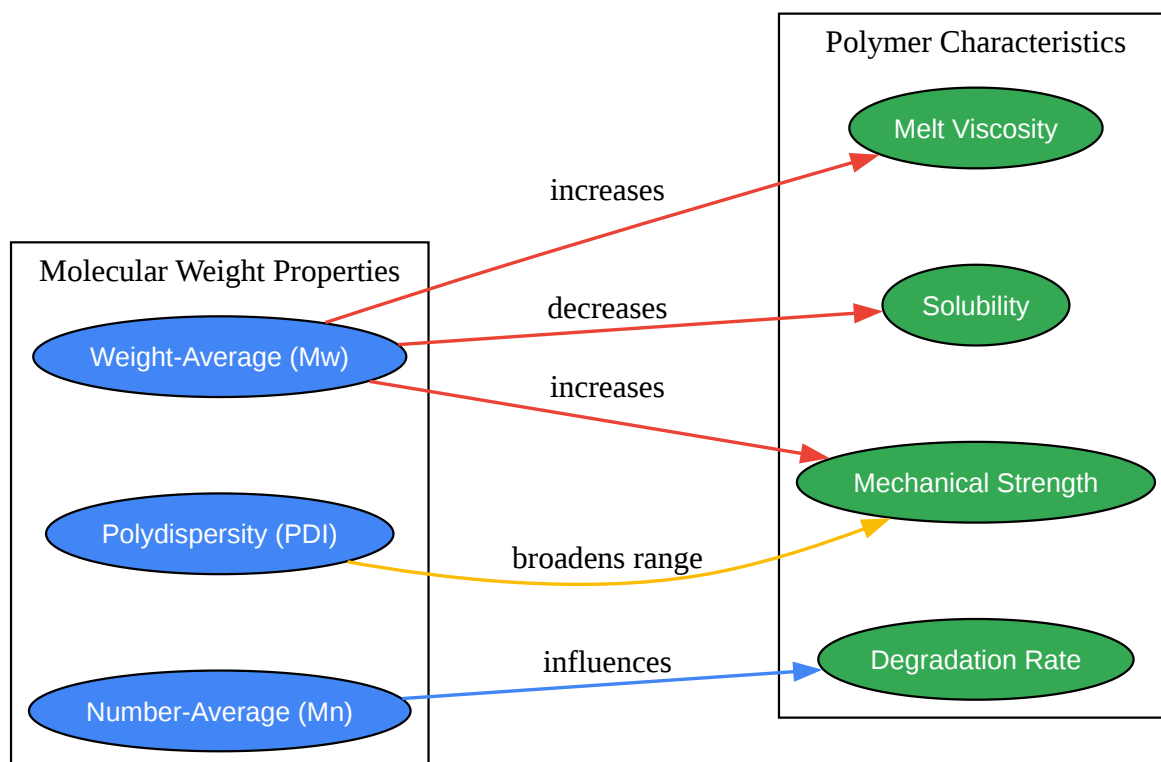 Polymer Characteristics
Melt Viscosity
increases
Molecular Weight Properties
decreases
Solubility
Weight-Average (Mw)
increases
Mechanical Strength
Polydispersity (PDI)
broadens range
influences
Degradation Rate
Number-Average (Mn)